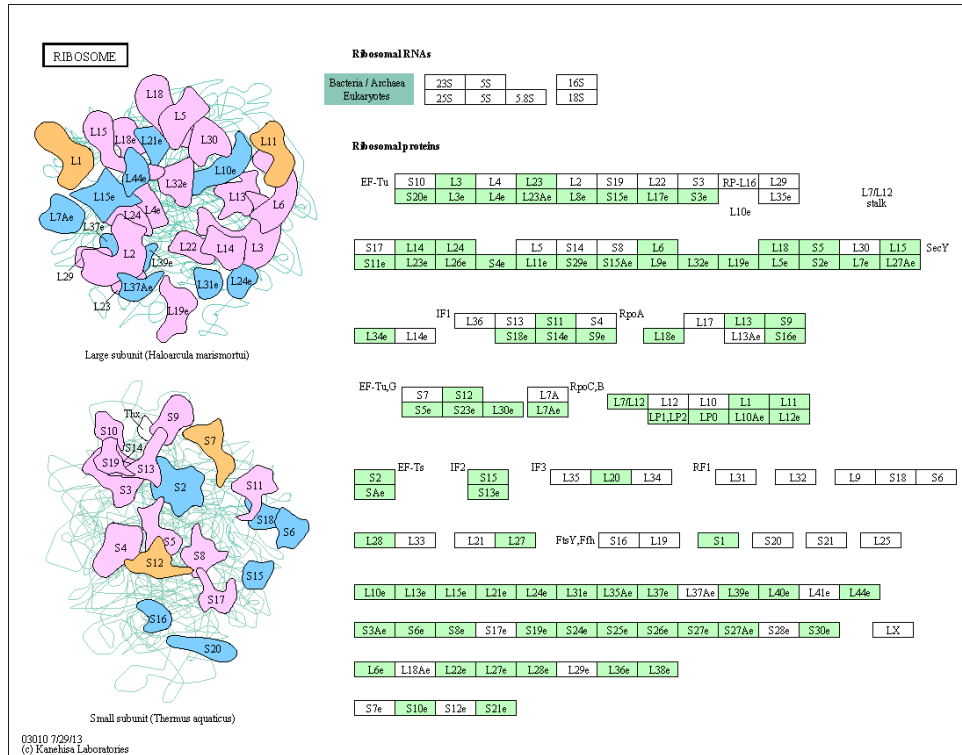 RIBOSOME
Ribosomal RNAs
Bacteria / Archaea 23S 5S 16S
Eukaryotes 25S 5S 5.8S 18S
Ribosomal proteins
EF-Tu S10 L3 L4 L23 L2 S19 L22 S3 RP-L16 L29
S20e L3e L4e L23Ae L8e S15e L17e S3e L35e
L10e
L7/L12
stalk
S17 L14 L24 L5 S14 S8 L6 L18 S5 L30 L15 SecY
S11e L23e L26e S4e L11e S29e S15Ae L9e L32e L19e L5e S2e L7e L27Ae
IF1 L36 S13 S11 S4 RpoA L17 L13 S9
L34e L14e S18e S14e S9e L18e L13Ae S16e
EF-Tu,G S7 S12 L7A RpoC,B L7/L12 L12 L10 L1 L11
S5e S23e L30e L7Ae LP1,LP2 LP0 L10Ae L12e
S2 EF-Ts IF2 S15 IF3 L35 L20 L34 RF1 L31 L32 L9 S18 S6
SAe S13e
L28 L33 L21 L27 FtsY,Ffh S16 L19 S1 S20 S21 L25
L10e L13e L15e L21e L24e L31e L35Ae L37e L37Ae L39e L40e L41e L44e
S3Ae S6e S8e S17e S19e S24e S25e S26e S27e S27Ae S28e S30e LX
L6e L18Ae L22e L27e L28e L29e L36e L38e
S7e S10e S12e S21e
L18
L5
L15
L18e
L21e
L30
L11
L1
L44e
L10e
L32e
L15e
L13
L6
L7Ae
L24
L4e
L37e
L2
L22
L14
L3
L39e
L29
L37Ae
L31e
L24e
L23
L19e
Large subunit (Haloarcula marismortui)
Thx
S9
S10
S7
S14
S19
S13
S3
S2
S11
S18
S6
S4
S5
S8
S12
S15
S17
S16
S20
Small subunit (Thermus aquaticus)
03010 7/29/13
(c) Kanehisa Laboratories